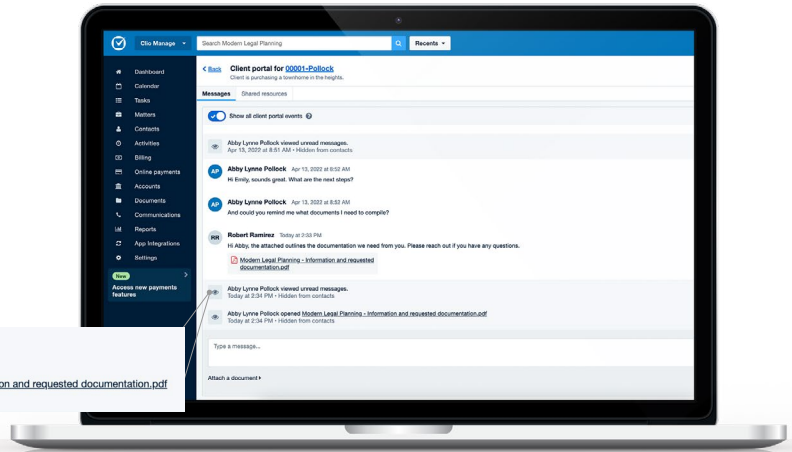 Clio Manage
Search Modern Legal Planning
Recents
Dashboard
Calendar
Tasks
Matters
Contacts
Activities
Billing
Online payments
Accounts
Documents
Communications
Reports
App Integrations
Settings
New
Access new payments
features
Back
Client portal for 00001-Pollock
Client is purchasing a townhome in the heights.
Messages Shared resources
Show all client portal events
Abby Lynne Pollock viewed unread messages.
Apr 13, 2022 at 8:51 AM • Hidden from contacts
AP Abby Lynne Pollock Apr 13, 2022 at 8:52 AM
Hi Emily, sounds great. What are the next steps?
AP Abby Lynne Pollock Apr 13, 2022 at 8:53 AM
And could you remind me what documents I need to compile?
RR Robert Ramirez Today at 2:33 PM
Hi Abby, the attached outlines the documentation we need from you. Please reach out if you have any questions.
Modern Legal Planning - Information and requested
documentation.pdf
Abby Lynne Pollock viewed unread messages.
Today at 2:34 PM • Hidden from contacts
Abby Lynne Pollock opened Modern Legal Planning - Information and requested documentation.pdf
Today at 2:34 PM • Hidden from contacts
Type a message...
Attach a document
on and requested documentation.pdf